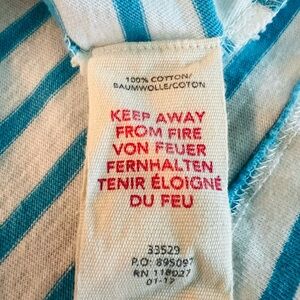 100% COTTON/
BAUMWOLLE/COTON
KEEP AWAY
FROM FIRE
VON FEUER
FERNHALTEN
TENIR ÉLOIGNÉ
DU FEU
33529
P.O: 895097
RN 118027
01-17